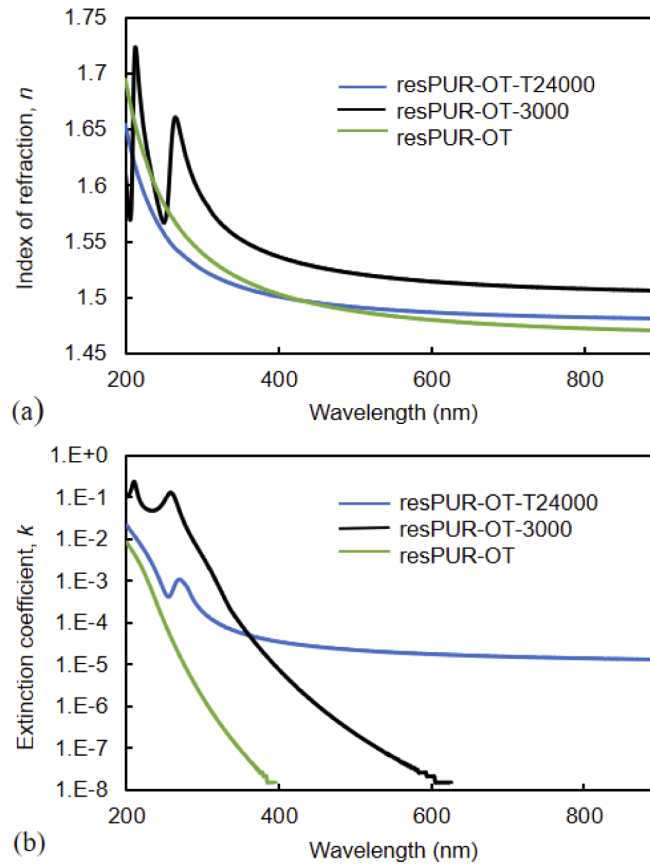 1.75
1.7
1.65
1.6
1.55
1.5
1.45
Index of refraction, n
resPUR-OT-T24000
resPUR-OT-3000
resPUR-OT
200 400 600 800
Wavelength (nm)
(a)
1.E+0
1.E-1
1.E-2
1.E-3
1.E-4
1.E-5
1.E-6
1.E-7
1.E-8
Extinction coefficient, k
resPUR-OT-T24000
resPUR-OT-3000
resPUR-OT
200 400 600 800
Wavelength (nm)
(b)